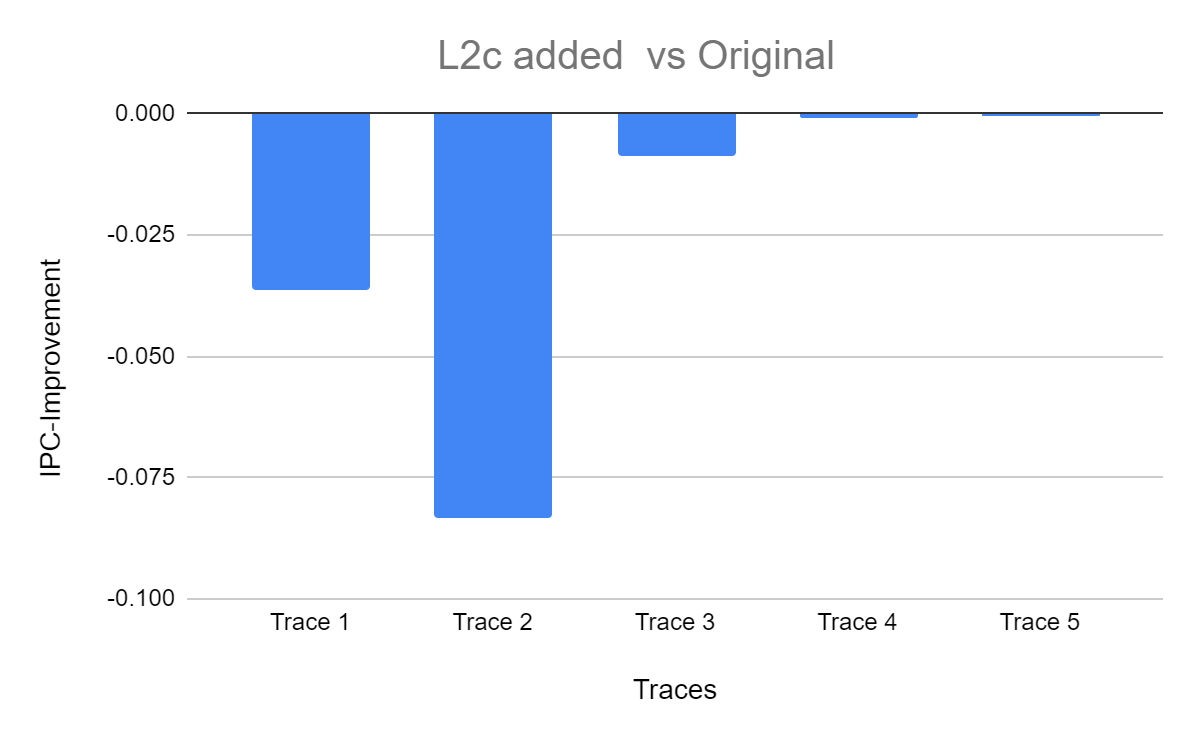 L2c added  vs Original
0.000
-0.025
-0.050
-0.075
-0.100
IPC-Improvement
Trace 1
Trace 2
Trace 3
Trace 4
Trace 5
Traces